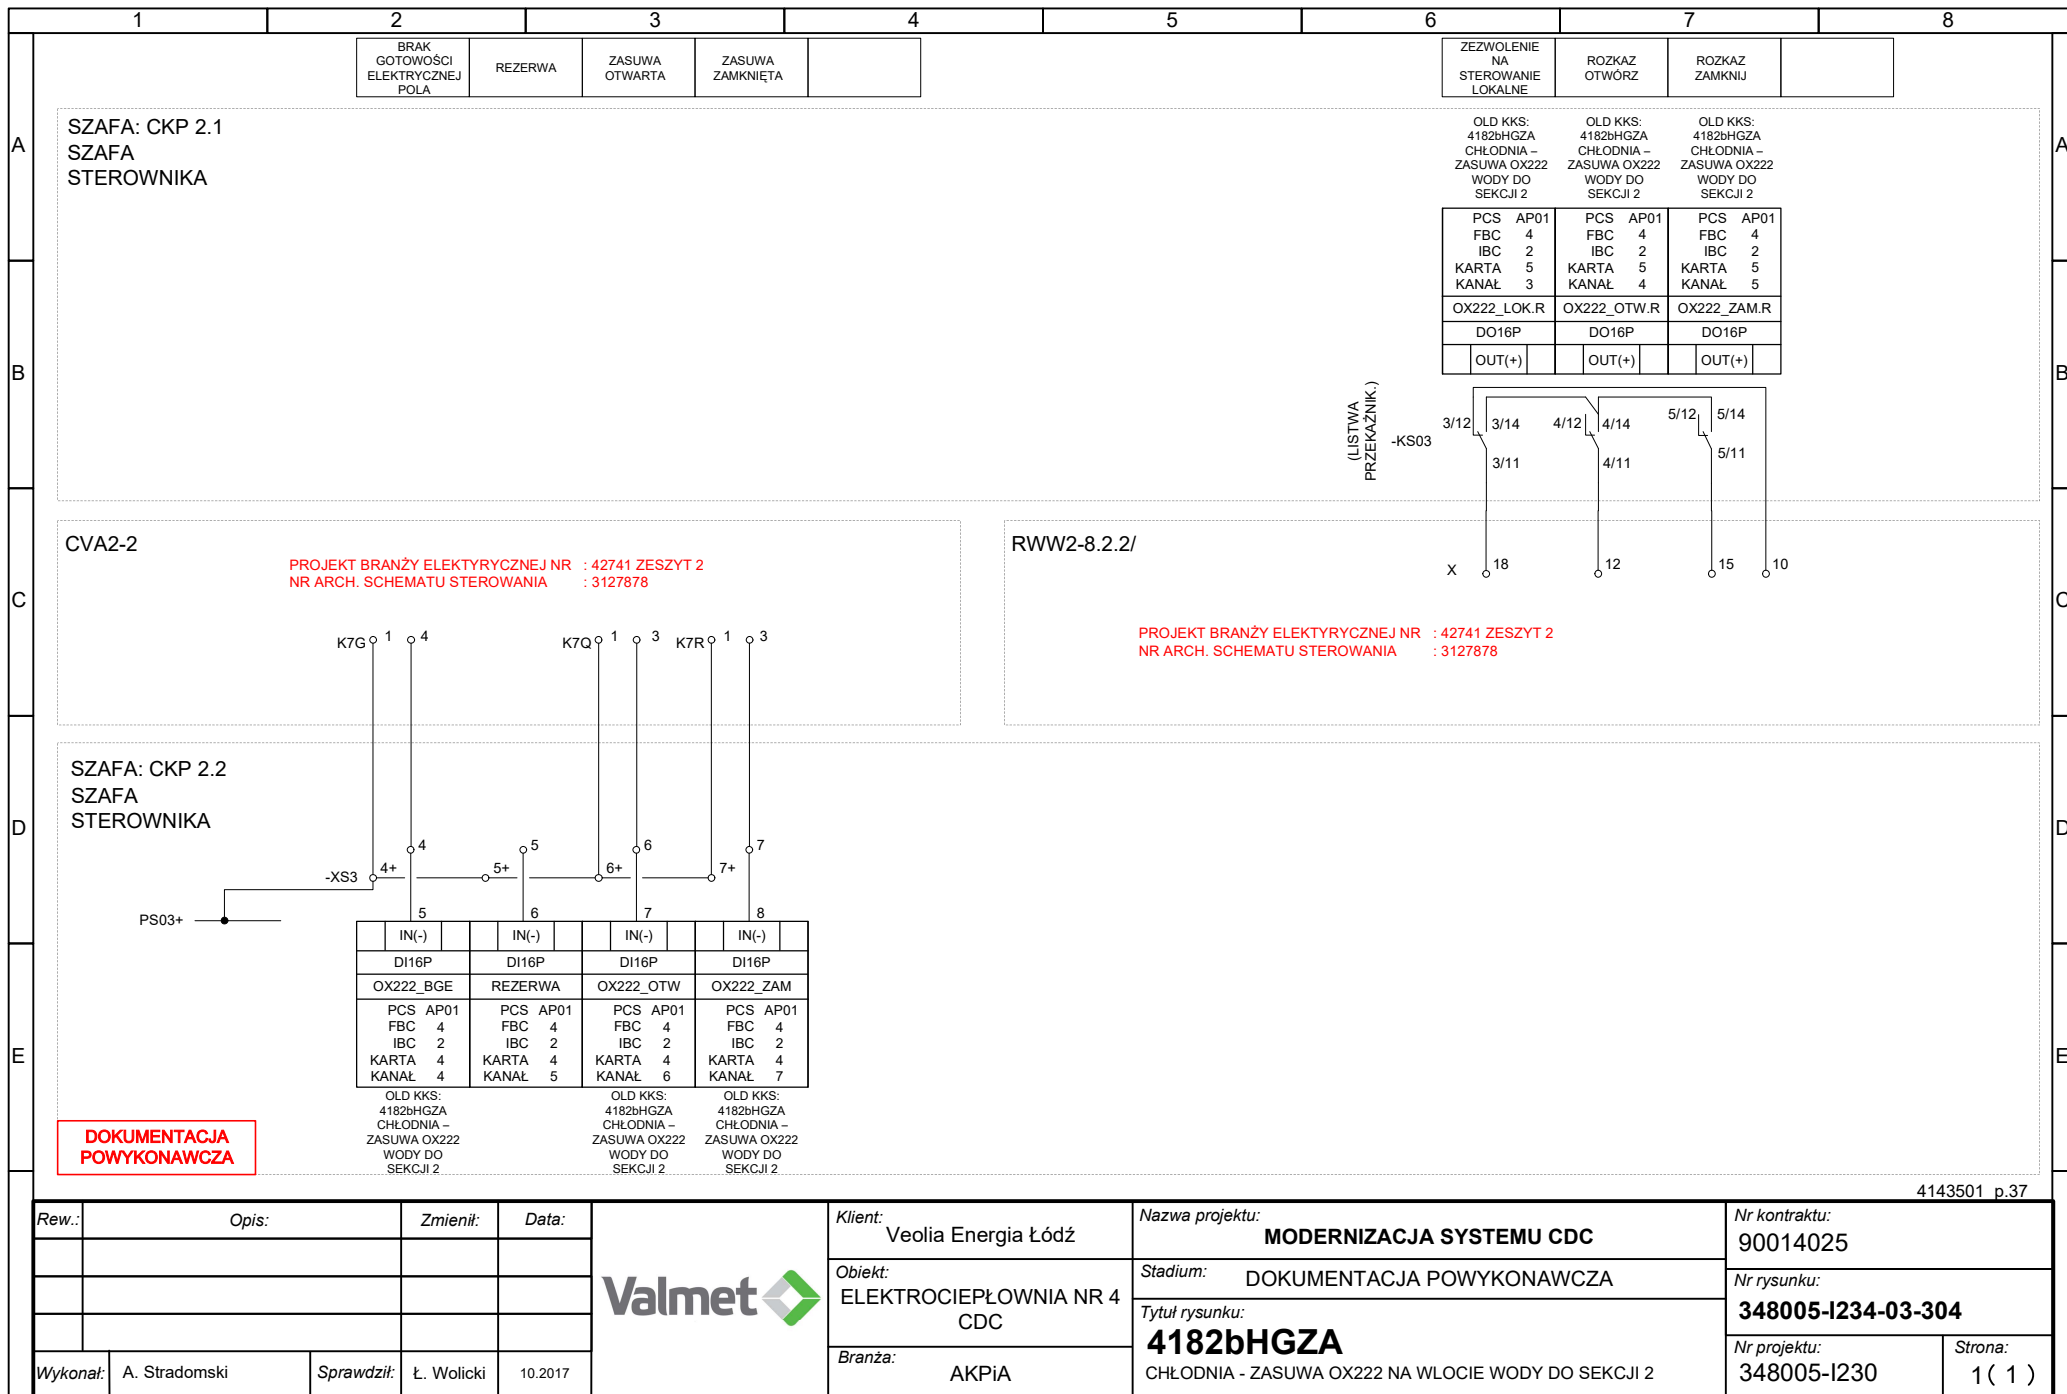 1 2 3 4 5 6 7 8
BRAK
GOTOWOŚCI
ELEKTRYCZNEJ
POLA
REZERWA
ZASUWA
OTWARTA
ZASUWA
ZAMKNIĘTA
ZEZWOLENIE
NA
STEROWANIE
LOKALNE
ROZKAZ
OTWÓRZ
ROZKAZ
ZAMKNIJ
A
A
SZAFA: CKP 2.1
SZAFA
STEROWNIKA
OLD KKS:
4182bHGZA
CHŁODNIA –
ZASUWA OX222
WODY DO
SEKCJI 2
OLD KKS:
4182bHGZA
CHŁODNIA –
ZASUWA OX222
WODY DO
SEKCJI 2
OLD KKS:
4182bHGZA
CHŁODNIA –
ZASUWA OX222
WODY DO
SEKCJI 2
PCS AP01
FBC 4
IBC 2
KARTA 5
KANAŁ 3
OX222_LOK.R
DO16P
OUT(+)
PCS AP01
FBC 4
IBC 2
KARTA 5
KANAŁ 4
OX222_OTW.R
DO16P
OUT(+)
PCS AP01
FBC 4
IBC 2
KARTA 5
KANAŁ 5
OX222_ZAM.R
DO16P
OUT(+)
B
B
(LISTWA
PRZEKAŹNIK.)
-KS03
3/12 3/14
3/11
4/12 4/14
4/11
5/12 5/14
5/11
C
C
CVA2-2
PROJEKT BRANŻY ELEKTYRYCZNEJ NR : 42741 ZESZYT 2
NR ARCH. SCHEMATU STEROWANIA : 3127878
K7G 1 4
K7Q 1 3
K7R 1 3
RWW2-8.2.2/
X 18 12 15 10
PROJEKT BRANŻY ELEKTYRYCZNEJ NR : 42741 ZESZYT 2
NR ARCH. SCHEMATU STEROWANIA : 3127878
D
D
SZAFA: CKP 2.2
SZAFA
STEROWNIKA
4 5 6 7
-XS3 4+ 5+ 6+ 7+
PS03+
5 6 7 8
E
E
IN(-)
DI16P
OX222_BGE
PCS AP01
FBC 4
IBC 2
KARTA 4
KANAŁ 4
OLD KKS:
4182bHGZA
CHŁODNIA –
ZASUWA OX222
WODY DO
SEKCJI 2
IN(-)
DI16P
REZERWA
PCS AP01
FBC 4
IBC 2
KARTA 4
KANAŁ 5
IN(-)
DI16P
OX222_OTW
PCS AP01
FBC 4
IBC 2
KARTA 4
KANAŁ 6
OLD KKS:
4182bHGZA
CHŁODNIA –
ZASUWA OX222
WODY DO
SEKCJI 2
IN(-)
DI16P
OX222_ZAM
PCS AP01
FBC 4
IBC 2
KARTA 4
KANAŁ 7
OLD KKS:
4182bHGZA
CHŁODNIA –
ZASUWA OX222
WODY DO
SEKCJI 2
DOKUMENTACJA
POWYKONAWCZA
4143501 p.37
Rew.: Opis: Zmienił: Data:
Wykonał: A. Stradomski Sprawdził: Ł. Wolicki 10.2017
Valmet
Klient:
Veolia Energia Łódź
Obiekt:
ELEKTROCIEPŁOWNIA NR 4
CDC
Branża:
AKPiA
Nazwa projektu:
MODERNIZACJA SYSTEMU CDC
Stadium: DOKUMENTACJA POWYKONAWCZA
Tytuł rysunku:
4182bHGZA
CHŁODNIA - ZASUWA OX222 NA WLOCIE WODY DO SEKCJI 2
Nr kontraktu:
90014025
Nr rysunku:
348005-I234-03-304
Nr projektu:
348005-I230
Strona:
1( 1 )